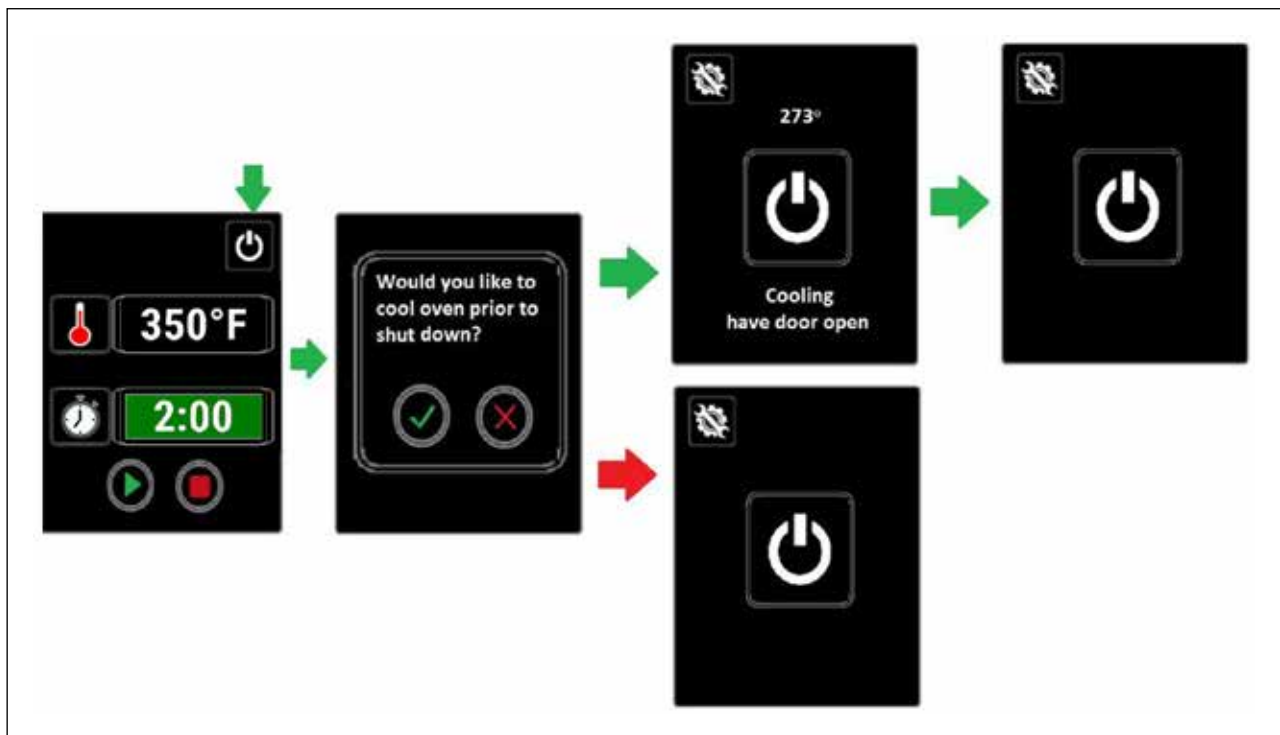 350°F
2:00
Would you like to
cool oven prior to
shut down?
273°
Cooling
have door open